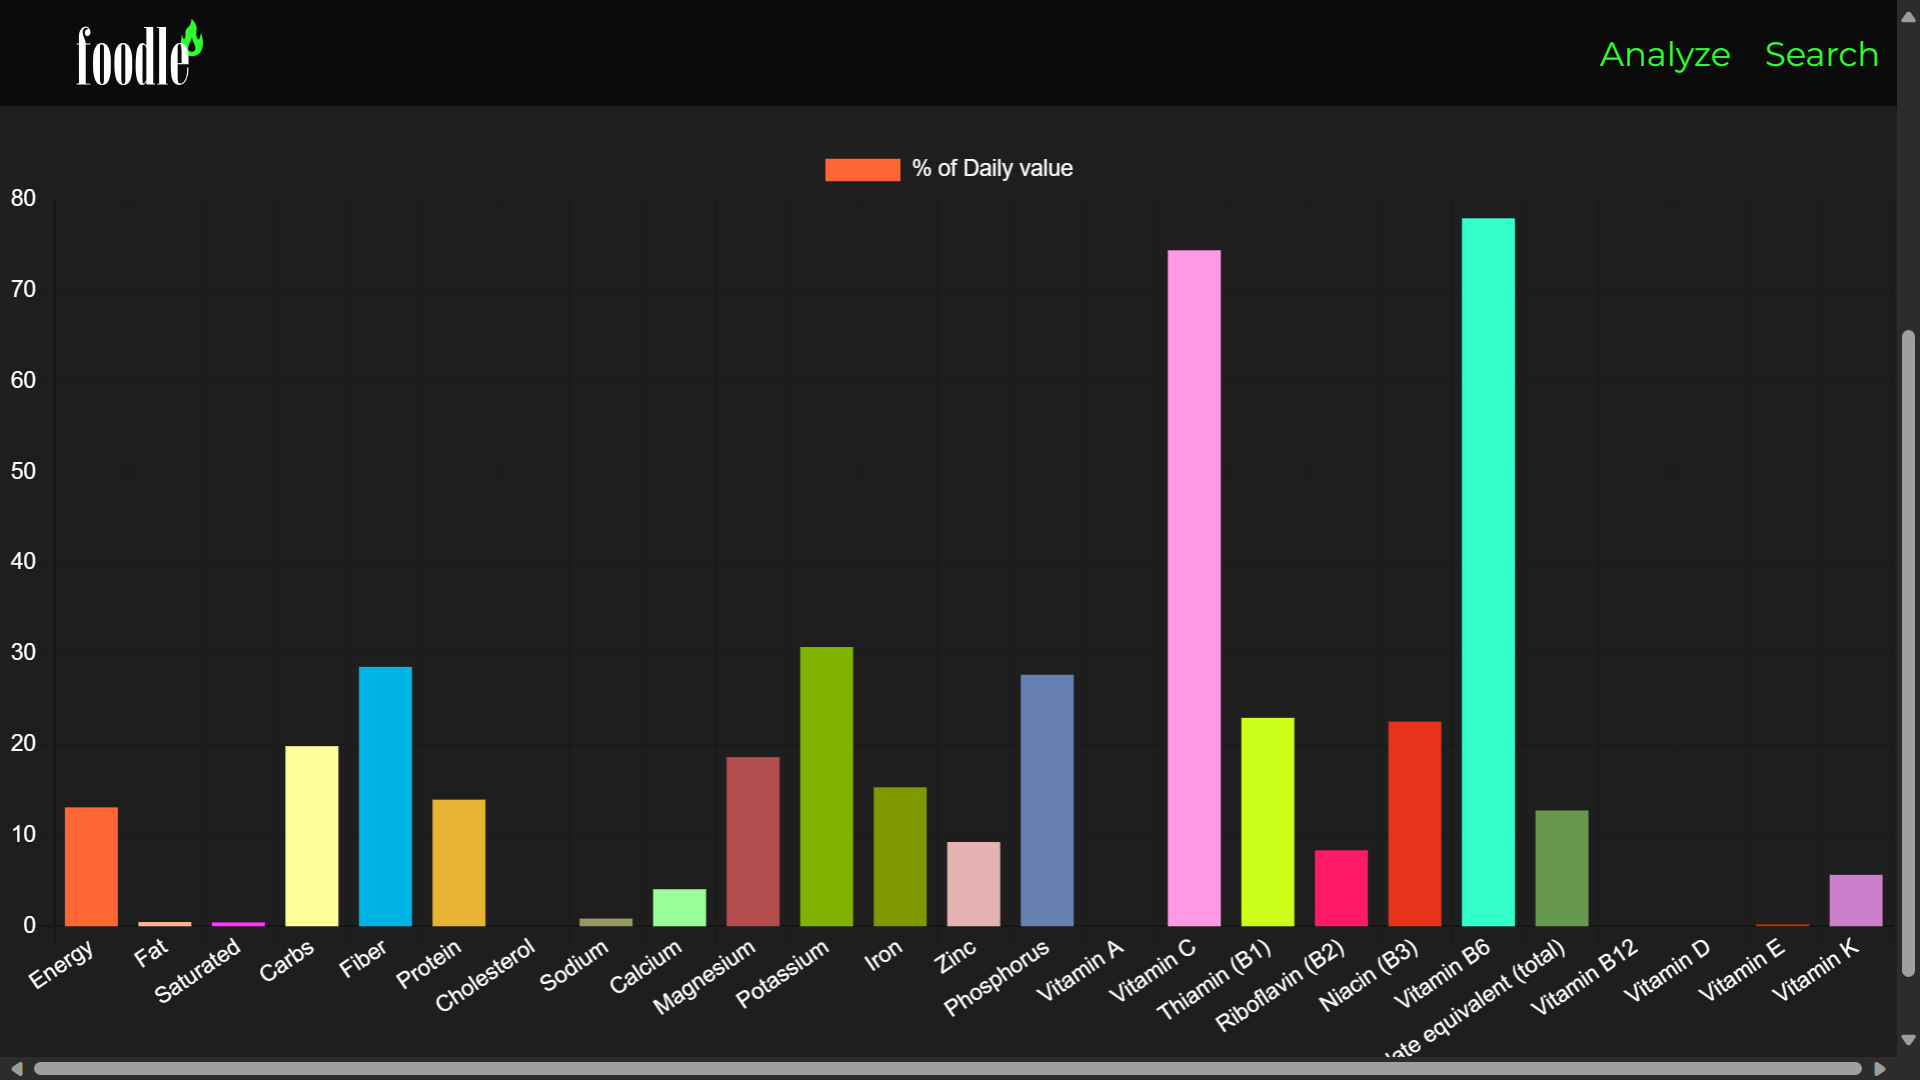 foodle
Analyze Search
% of Daily value
80
70
60
50
40
30
20
10
0
Energy
Fat
Saturated
Carbs
Fiber
Protein
Cholesterol
Sodium
Calcium
Magnesium
Potassium
Iron
Zinc
Phosphorus
Vitamin A
Vitamin C
Thiamin (B1)
Riboflavin (B2)
Niacin (B3)
Vitamin B6
equivalent (total)
Vitamin B12
Vitamin D
Vitamin E
Vitamin K